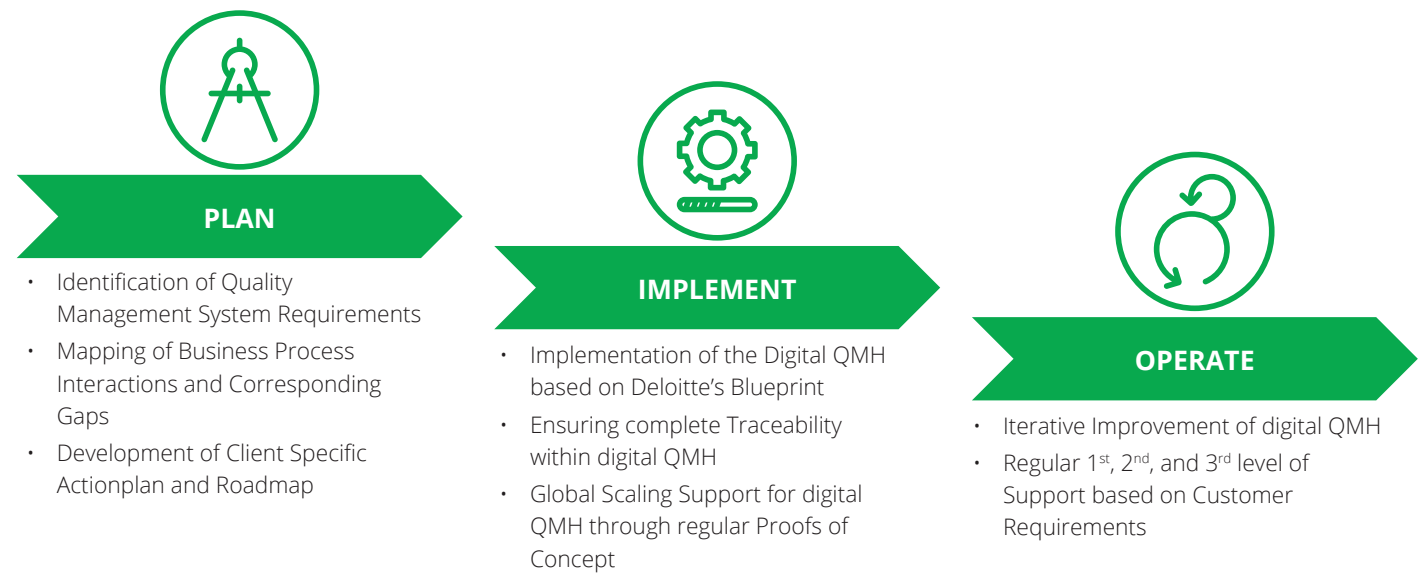 PLAN
• Identification of Quality
Management System Requirements
• Mapping of Business Process
Interactions and Corresponding
Gaps
• Development of Client Specific
Actionplan and Roadmap
IMPLEMENT
• Implementation of the Digital QMH
based on Deloitte’s Blueprint
• Ensuring complete Traceability
within digital QMH
• Global Scaling Support for digital
QMH through regular Proofs of
Concept
OPERATE
• Iterative Improvement of digital QMH
• Regular 1st, 2nd, and 3rd level of
Support based on Customer
Requirements